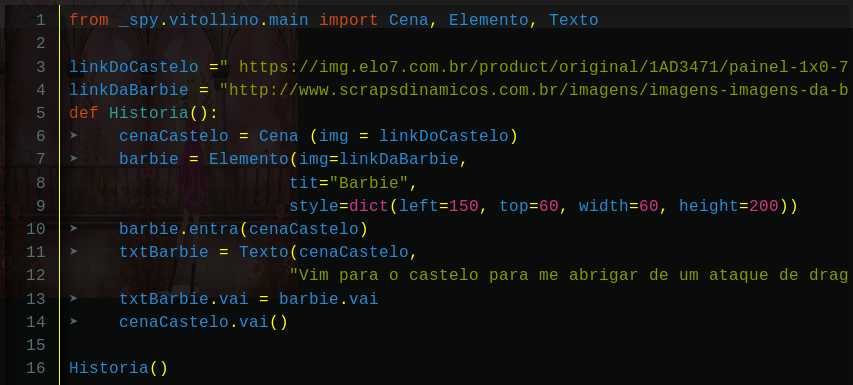 1 from _spy.vitollino.main import Cena, Elemento, Texto
2
3 linkDoCastelo =" https://img.elo7.com.br/product/original/1AD3471/painel-1x0-7
4 linkDaBarbie = "http://www.scrapsdinamicos.com.br/imagens/imagens-imagens-da-b
5 def Historia():
6 ➤ cenaCastelo = Cena (img = linkDoCastelo)
7 ➤ barbie = Elemento(img=linkDaBarbie,
8 tit="Barbie",
9 style=dict(left=150, top=60, width=60, height=200))
10 ➤ barbie.entra(cenaCastelo)
11 ➤ txtBarbie = Texto(cenaCastelo,
12 "Vim para o castelo para me abrigar de um ataque de drag
13 ➤ txtBarbie.vai = barbie.vai
14 ➤ cenaCastelo.vai()
15
16 Historia()